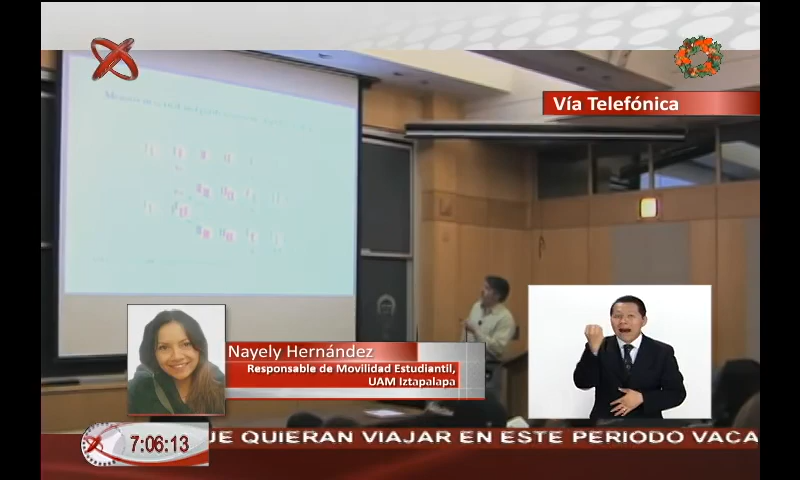 Vía Telefónica
Nayely Hernández
Responsable de Movilidad Estudiantil,
UAM Iztapalapa
7:06:13
UE QUIERAN VIAJAR EN ESTE PERIODO VACA